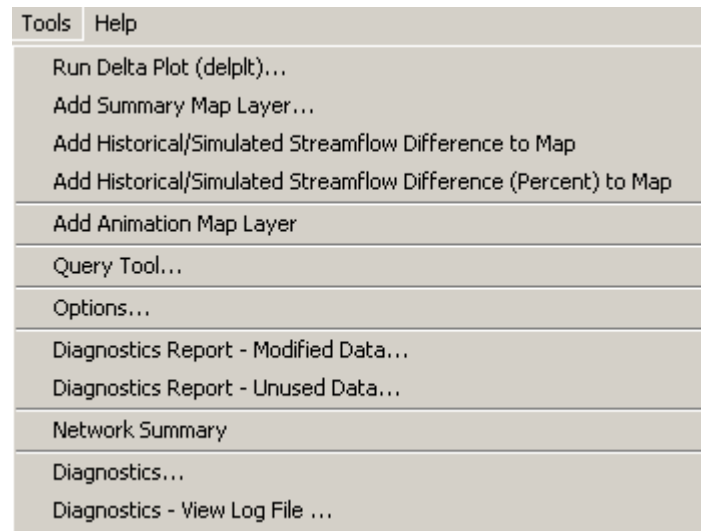 Tools Help
Run Delta Plot (delplt)...
Add Summary Map Layer...
Add Historical/Simulated Streamflow Difference to Map
Add Historical/Simulated Streamflow Difference (Percent) to Map
Add Animation Map Layer
Query Tool...
Options...
Diagnostics Report - Modified Data...
Diagnostics Report - Unused Data...
Network Summary
Diagnostics...
Diagnostics - View Log File ...